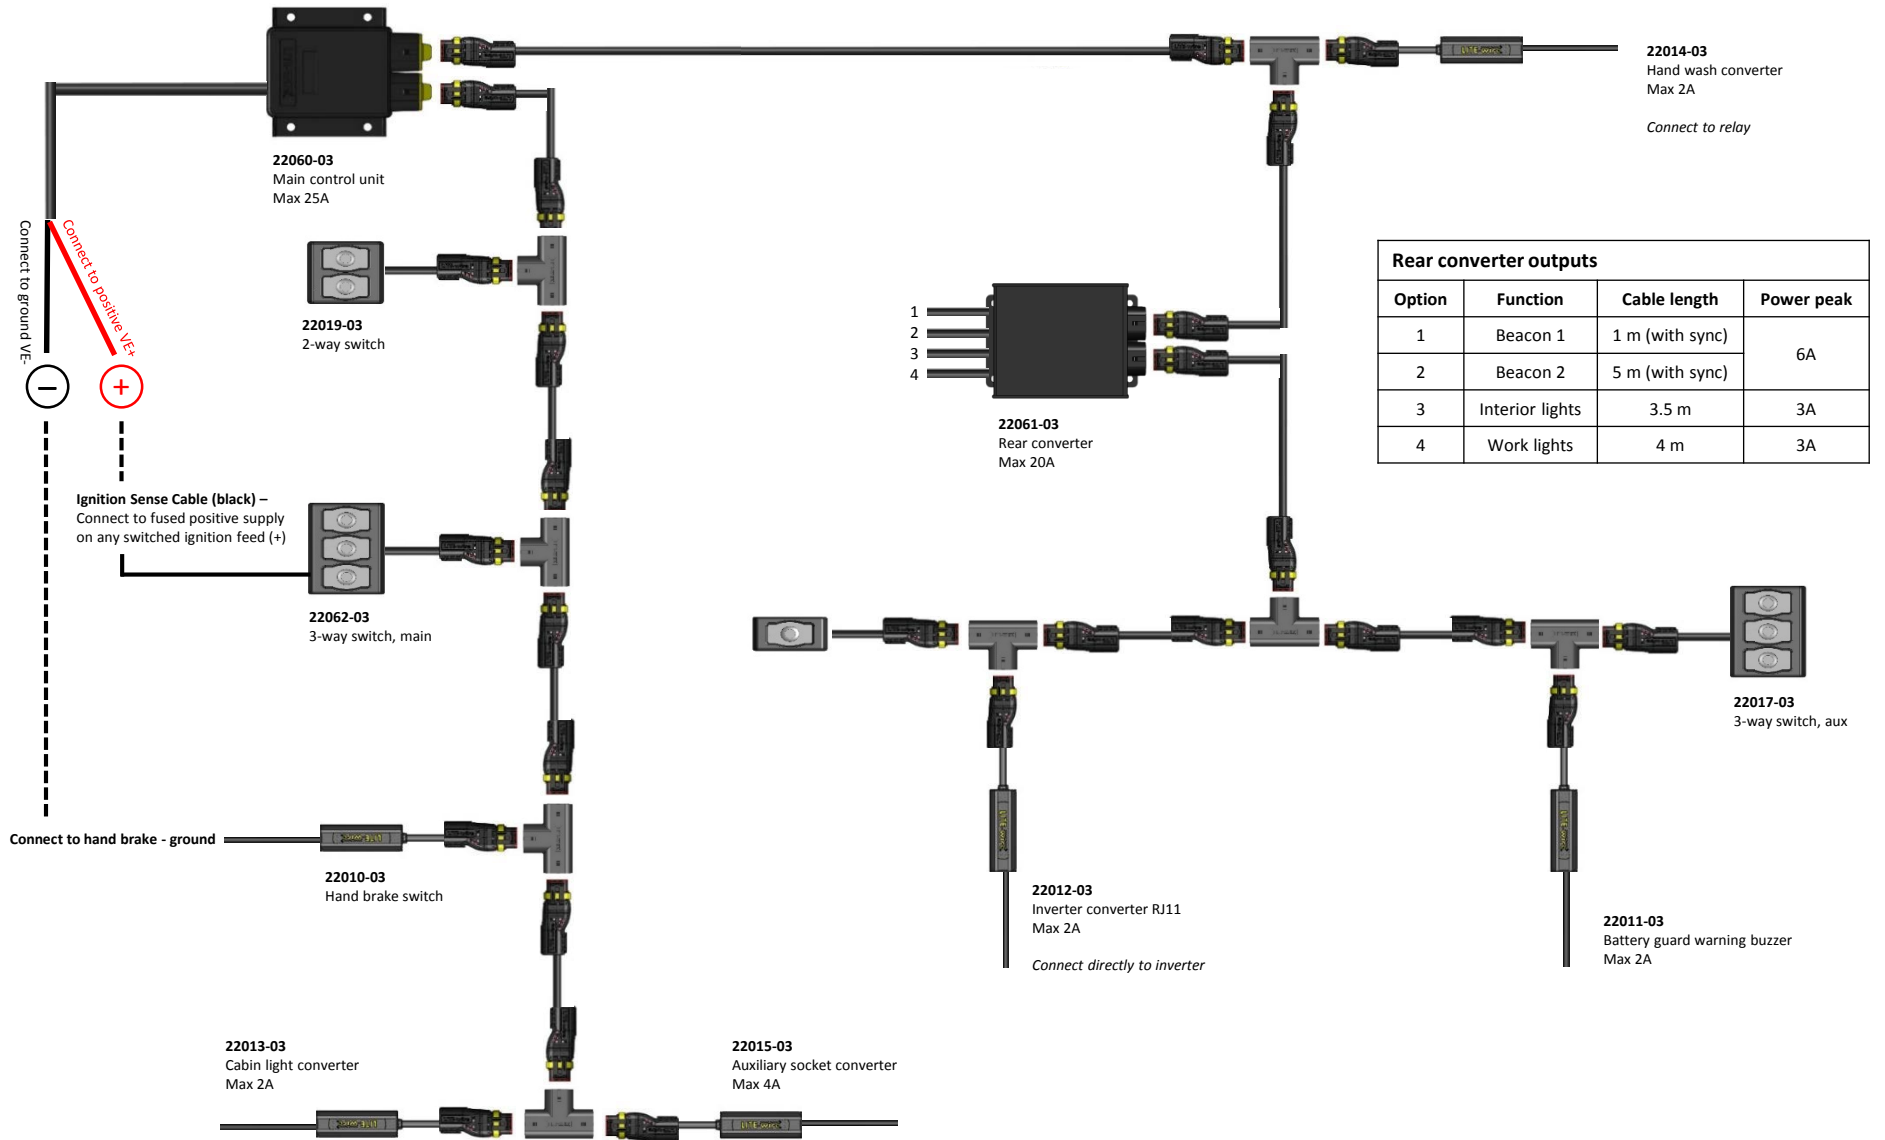 22060-03
Main control unit
Max 25A
22014-03
Hand wash converter
Max 2A
Connect to relay
LITE-wire
Connect to ground VE-
Connect to positive VE+
−
+
22019-03
2-way switch
1
2
3
4
22061-03
Rear converter
Max 20A
Rear converter outputs
Option Function Cable length Power peak
1 Beacon 1 1 m (with sync) 6A
2 Beacon 2 5 m (with sync)
3 Interior lights 3.5 m 3A
4 Work lights 4 m 3A
Ignition Sense Cable (black) –
Connect to fused positive supply
on any switched ignition feed (+)
22062-03
3-way switch, main
22017-03
3-way switch, aux
Connect to hand brake - ground
22010-03
Hand brake switch
22012-03
Inverter converter RJ11
Max 2A
Connect directly to inverter
22011-03
Battery guard warning buzzer
Max 2A
22013-03
Cabin light converter
Max 2A
22015-03
Auxiliary socket converter
Max 4A
LITE-wire